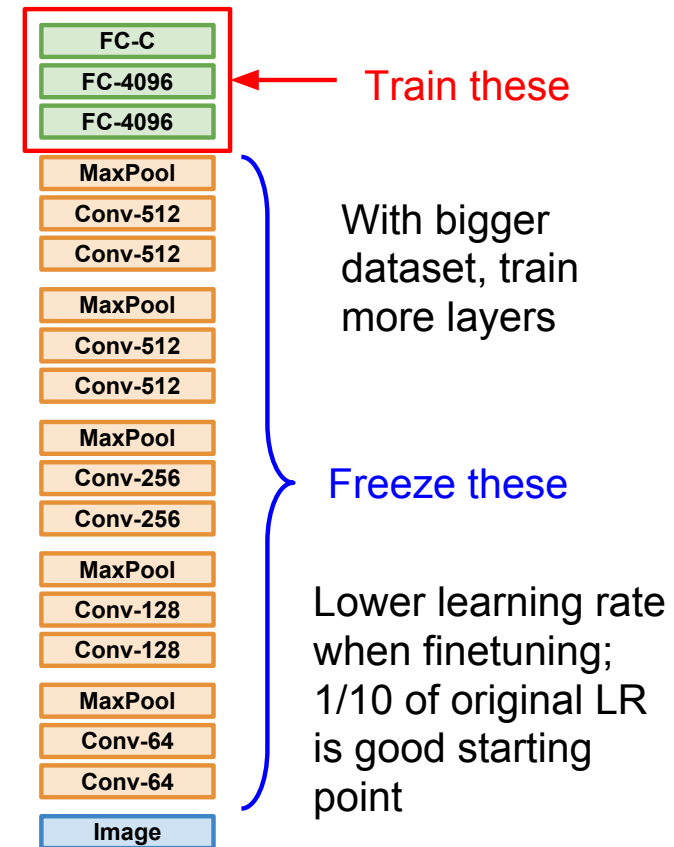 FC-C
FC-4096
FC-4096
Train these
MaxPool
Conv-512
Conv-512
With bigger
dataset, train
more layers
MaxPool
Conv-512
Conv-512
MaxPool
Conv-256
Conv-256
Freeze these
MaxPool
Conv-128
Conv-128
MaxPool
Conv-64
Conv-64
Lower learning rate
when finetuning;
1/10 of original LR
is good starting
point
Image